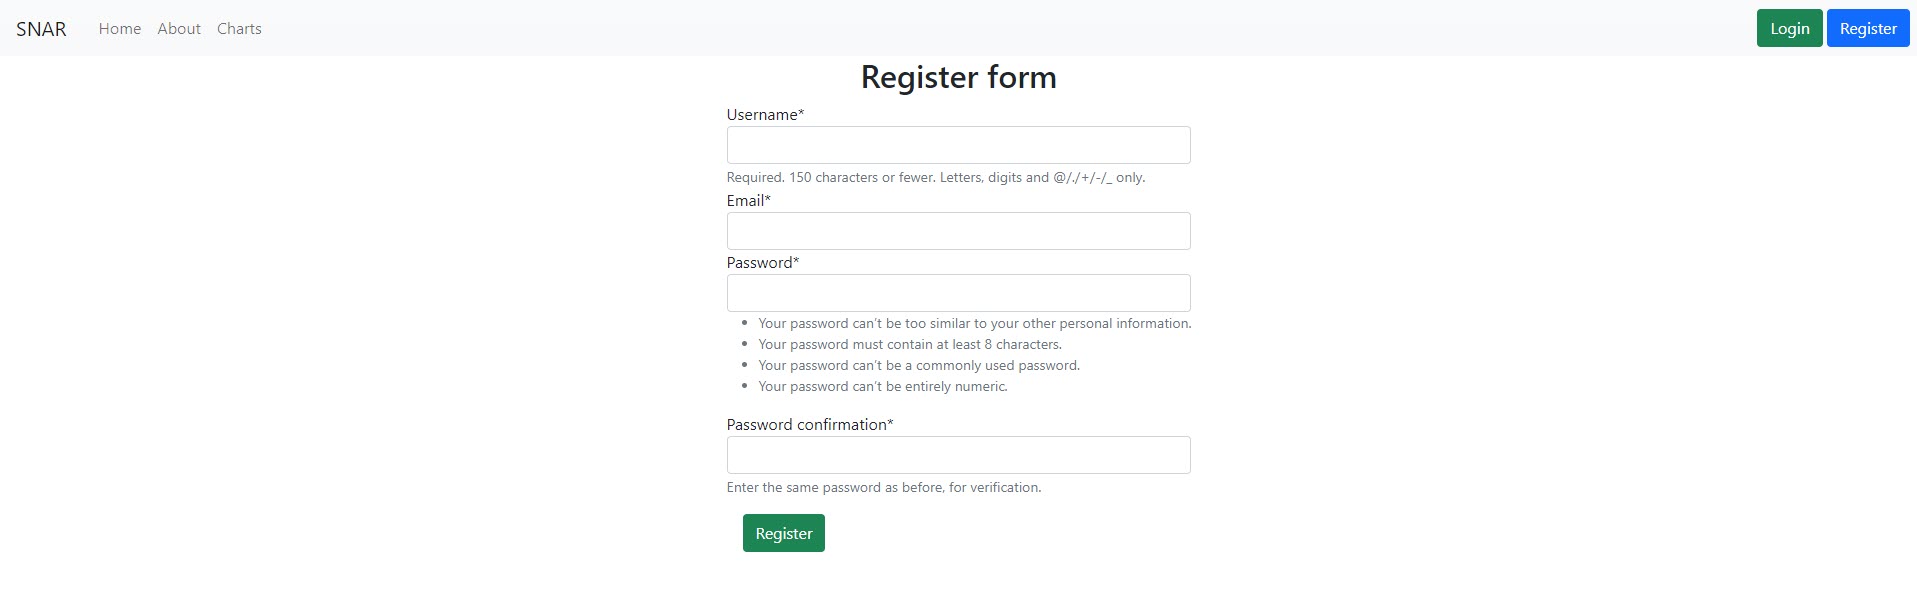 SNAR Home About Charts Login Register
Register form
Username*
Required. 150 characters or fewer. Letters, digits and @/./+/-/_ only.
Email*
Password*
Your password can’t be too similar to your other personal information.
Your password must contain at least 8 characters.
Your password can’t be a commonly used password.
Your password can’t be entirely numeric.
Password confirmation*
Enter the same password as before, for verification.
Register